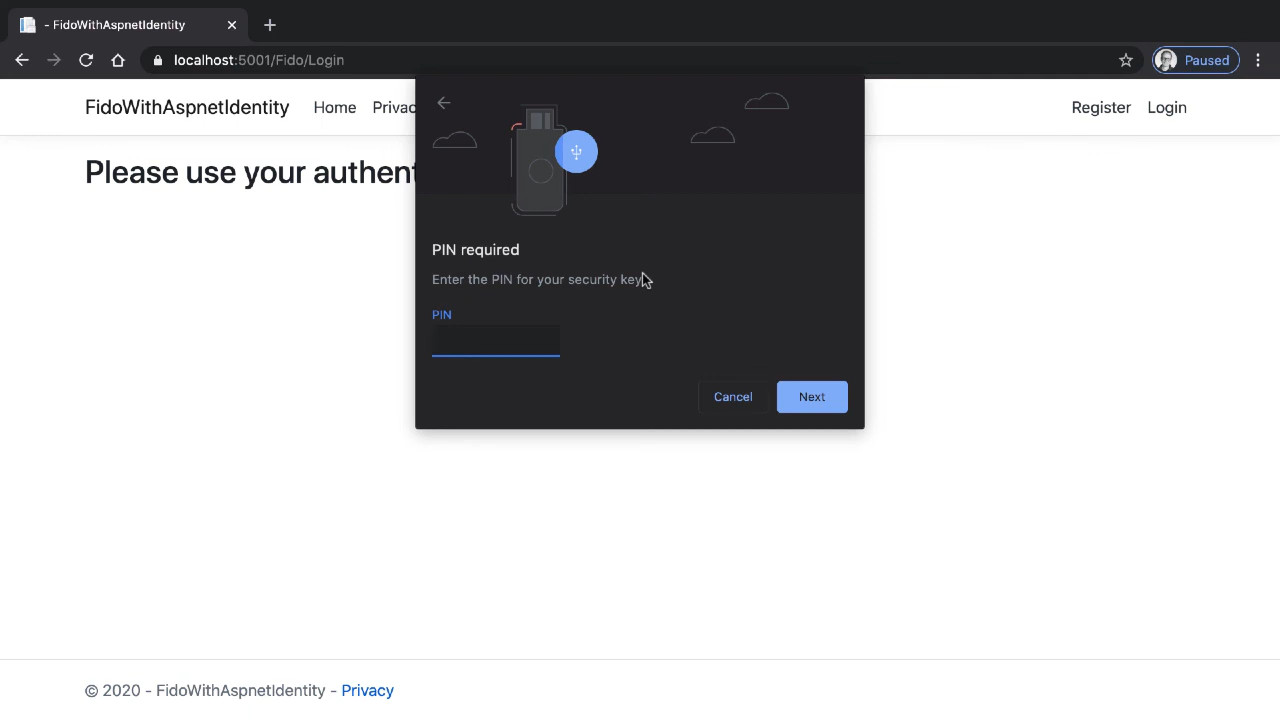 - FidoWithAspnetIdentity
localhost:5001/Fido/Login
Paused
FidoWithAspnetIdentity Home Privac
Register Login
Please use your authent
PIN required
Enter the PIN for your security key
PIN
Cancel
Next
© 2020 - FidoWithAspnetIdentity - Privacy